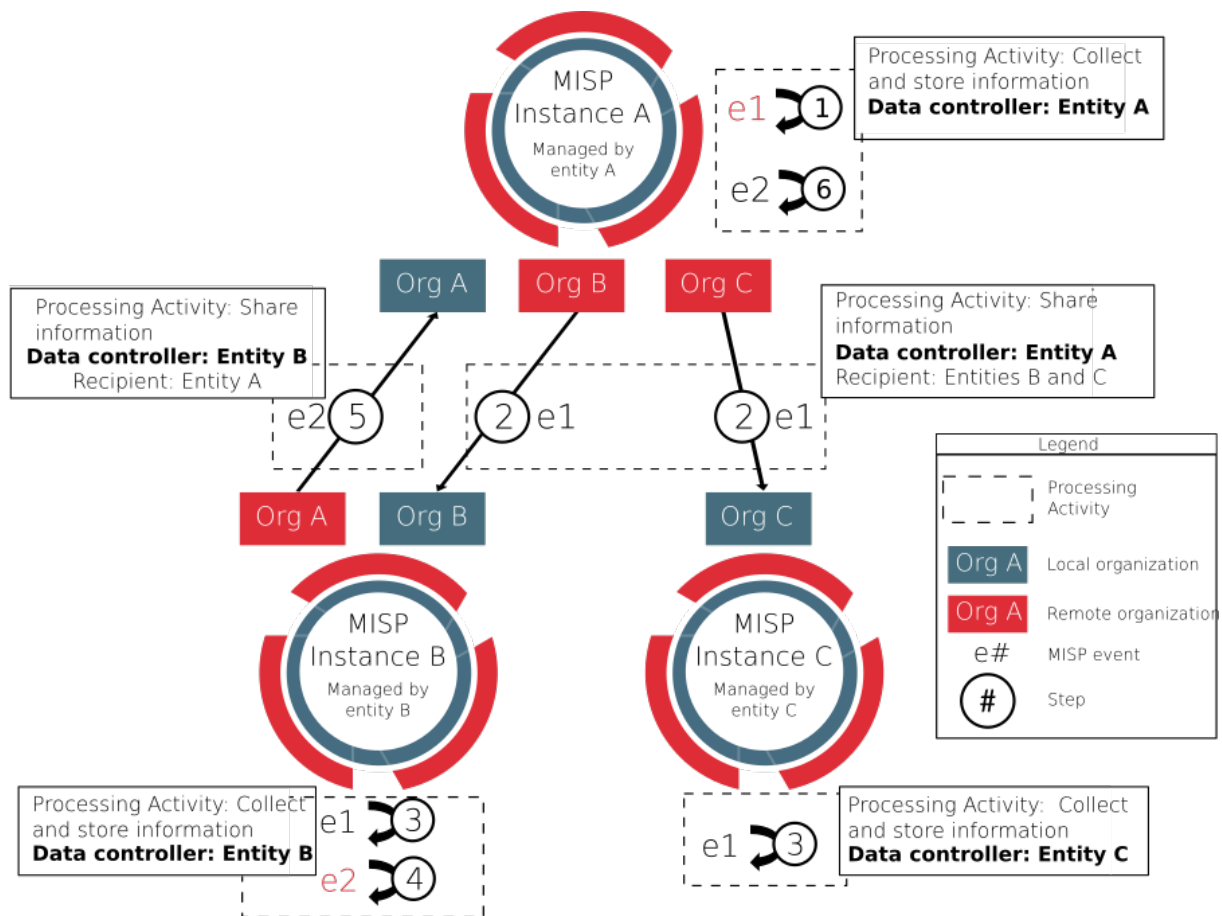 MISP
Instance A
Managed by
entity A
e1
1
e2
6
Processing Activity: Collect
and store information
Data controller: Entity A
Org A
Org B
Org C
Processing Activity: Share
information
Data controller: Entity B
Recipient: Entity A
Processing Activity: Share
information
Data controller: Entity A
Recipient: Entities B and C
e2
5
2
e1
2
e1
Org A
Org B
Org C
Legend
Processing
Activity
Org A
Local organization
Org A
Remote organization
e#
MISP event
#
Step
MISP
Instance B
Managed by
entity B
MISP
Instance C
Managed by
entity C
Processing Activity: Collect
and store information
Data controller: Entity B
e1
3
e2
4
e1
3
Processing Activity: Collect
and store information
Data controller: Entity C